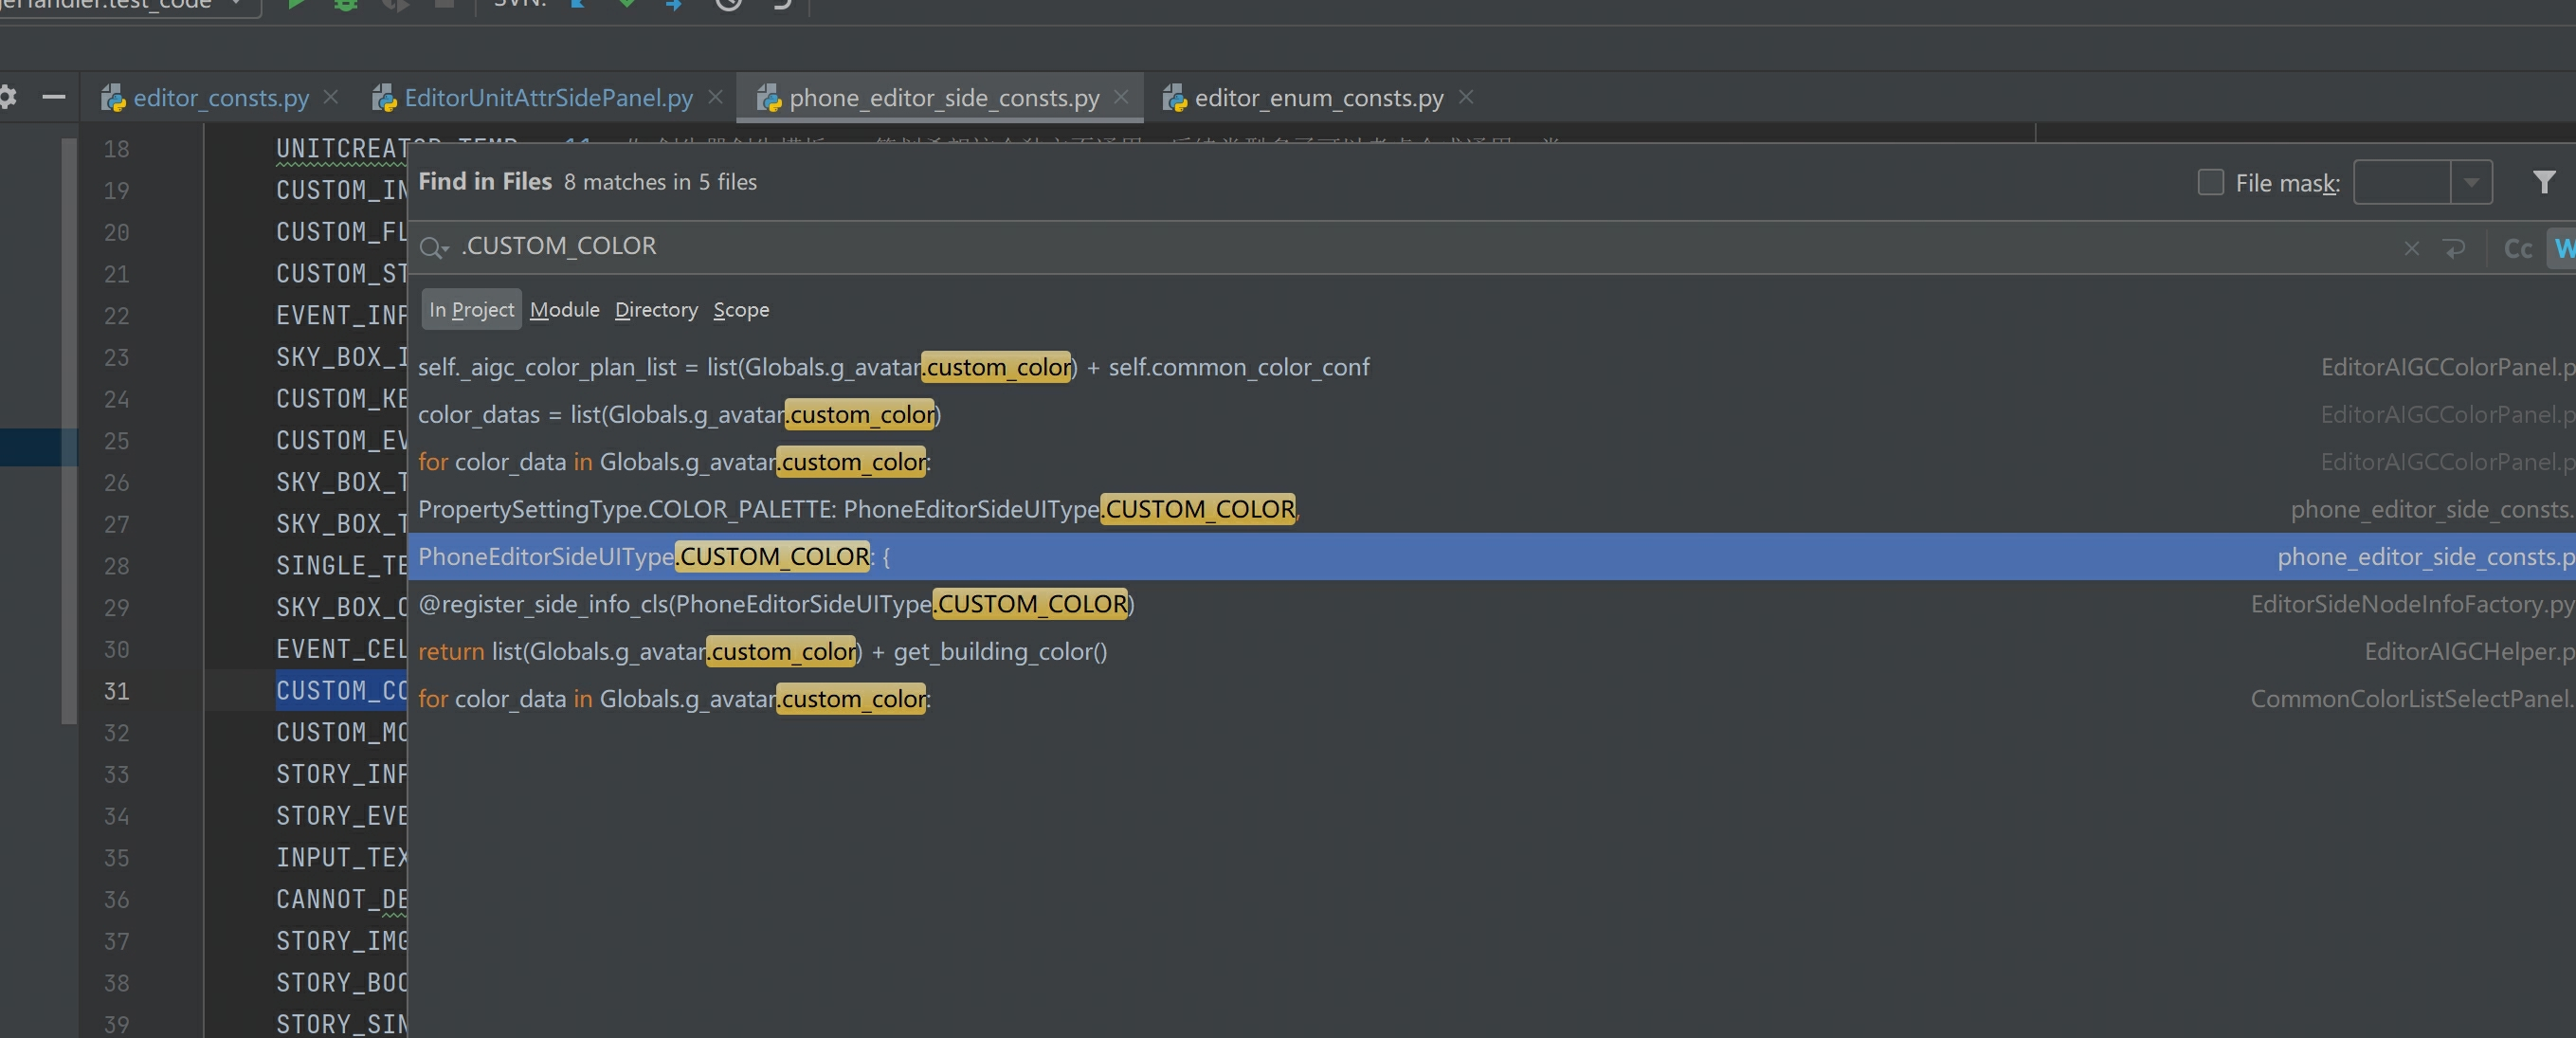 gerHandler.test_code SVN:
editor_consts.py EditorUnitAttrSidePanel.py phone_editor_side_consts.py editor_enum_consts.py
18 UNITCREATOR_TEMP
19 CUSTOM_IN
20 CUSTOM_FL
21 CUSTOM_ST
22 EVENT_INF
23 SKY_BOX_I
24 CUSTOM_KE
25 CUSTOM_EV
26 SKY_BOX_T
27 SKY_BOX_T
28 SINGLE_TE
29 SKY_BOX_C
30 EVENT_CEL
31 CUSTOM_CO
32 CUSTOM_MO
33 STORY_INF
34 STORY_EVE
35 INPUT_TEX
36 CANNOT_DE
37 STORY_IMG
38 STORY_BOO
39 STORY_SIN
Find in Files 8 matches in 5 files File mask:
.CUSTOM_COLOR Cc W
In Project Module Directory Scope
self._aigc_color_plan_list = list(Globals.g_avatar.custom_color) + self.common_color_conf EditorAIGCColorPanel.p
color_datas = list(Globals.g_avatar.custom_color) EditorAIGCColorPanel.p
for color_data in Globals.g_avatar.custom_color: EditorAIGCColorPanel.p
PropertySettingType.COLOR_PALETTE: PhoneEditorSideUIType.CUSTOM_COLOR, phone_editor_side_consts.
PhoneEditorSideUIType.CUSTOM_COLOR: { phone_editor_side_consts.p
@register_side_info_cls(PhoneEditorSideUIType.CUSTOM_COLOR) EditorSideNodeInfoFactory.py
return list(Globals.g_avatar.custom_color) + get_building_color() EditorAIGCHelper.p
for color_data in Globals.g_avatar.custom_color: CommonColorListSelectPanel.